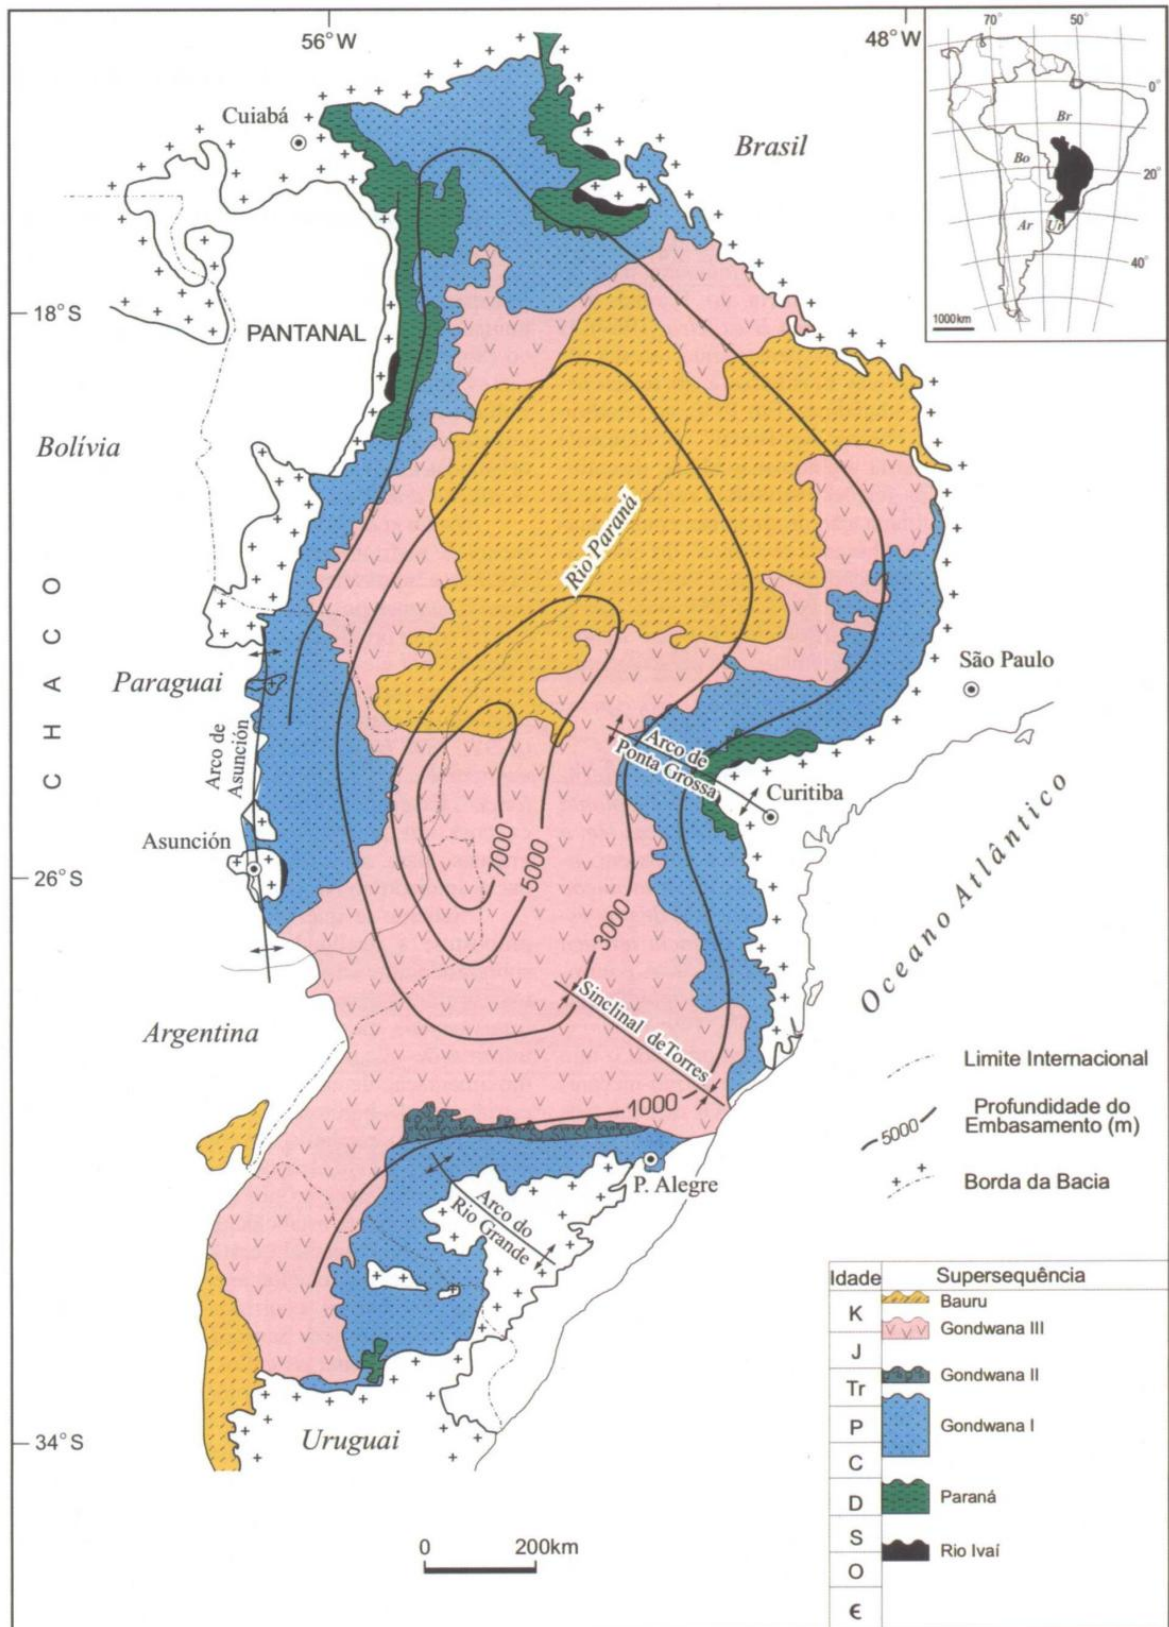 56°W
48°W
70°
50°
0°
Br
Bo
20°
Ar
Ur
40°
1000km
Cuiabá
Brasil
18°S
PANTANAL
Bolívia
Rio Paraná
CHACO
São Paulo
Paraguai
Arco de
Asunción
Arco de
Ponta Grossa
Curitiba
Asunción
7000
5000
26°S
3000
Oceano Atlântico
Sinclinal de Torres
Argentina
1000
P. Alegre
Arco do
Rio Grande
Limite Internacional
5000
Profundidade do
Embasamento (m)
Borda da Bacia
Idade Supersequência
K Bauru
Gondwana III
J
Tr Gondwana II
P Gondwana I
C
D Paraná
S
Rio Ivaí
O
Є
34°S
Uruguai
0 200km